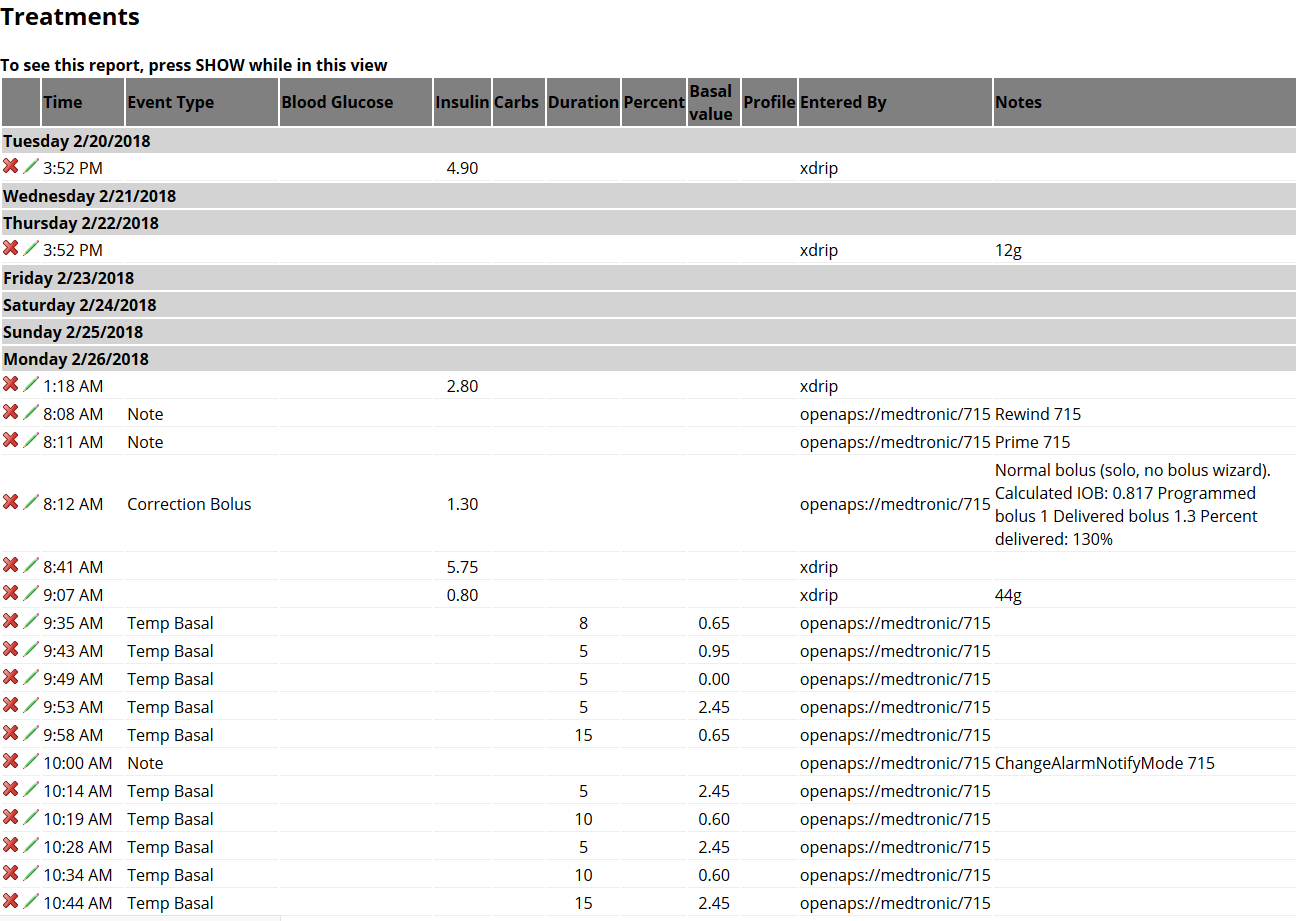 Treatments
To see this report, press SHOW while in this view
Time Event Type Blood Glucose Insulin Carbs Duration Percent Basal value Profile Entered By Notes
Tuesday 2/20/2018
3:52 PM 4.90 xdrip
Wednesday 2/21/2018
Thursday 2/22/2018
3:52 PM xdrip 12g
Friday 2/23/2018
Saturday 2/24/2018
Sunday 2/25/2018
Monday 2/26/2018
1:18 AM 2.80 xdrip
8:08 AM Note openaps://medtronic/715 Rewind 715
8:11 AM Note openaps://medtronic/715 Prime 715
8:12 AM Correction Bolus 1.30 openaps://medtronic/715 Normal bolus (solo, no bolus wizard).
Calculated IOB: 0.817 Programmed
bolus 1 Delivered bolus 1.3 Percent
delivered: 130%
8:41 AM 5.75 xdrip
9:07 AM 0.80 xdrip 44g
9:35 AM Temp Basal 8 0.65 openaps://medtronic/715
9:43 AM Temp Basal 5 0.95 openaps://medtronic/715
9:49 AM Temp Basal 5 0.00 openaps://medtronic/715
9:53 AM Temp Basal 5 2.45 openaps://medtronic/715
9:58 AM Temp Basal 15 0.65 openaps://medtronic/715
10:00 AM Note openaps://medtronic/715 ChangeAlarmNotifyMode 715
10:14 AM Temp Basal 5 2.45 openaps://medtronic/715
10:19 AM Temp Basal 10 0.60 openaps://medtronic/715
10:28 AM Temp Basal 5 2.45 openaps://medtronic/715
10:34 AM Temp Basal 10 0.60 openaps://medtronic/715
10:44 AM Temp Basal 15 2.45 openaps://medtronic/715